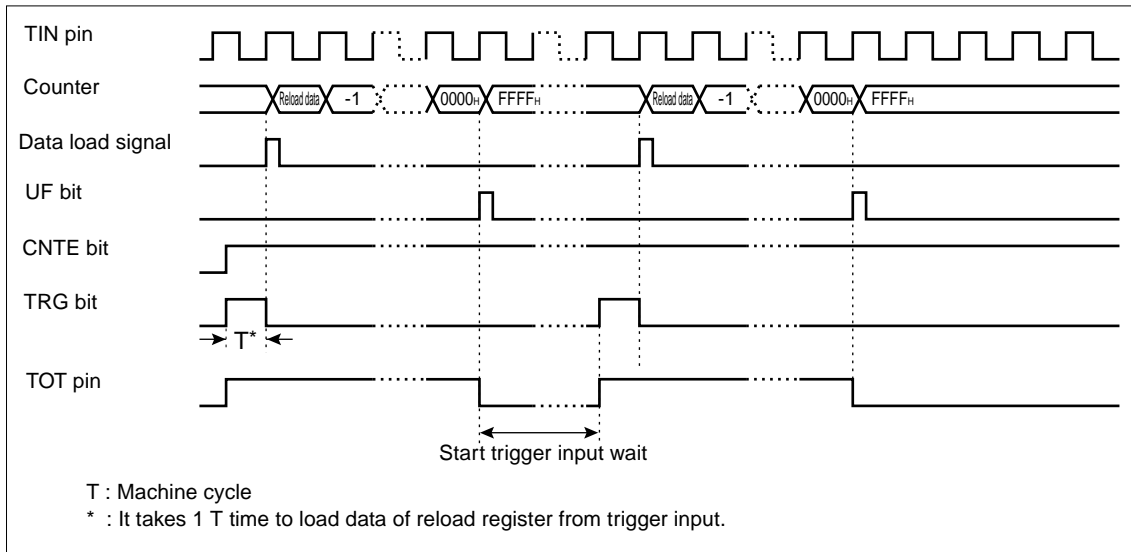 TIN pin
Counter
Reload data -1 0000H FFFFH Reload data -1 0000H FFFFH
Data load signal
UF bit
CNTE bit
TRG bit
T*
TOT pin
Start trigger input wait
T : Machine cycle
* : It takes 1 T time to load data of reload register from trigger input.